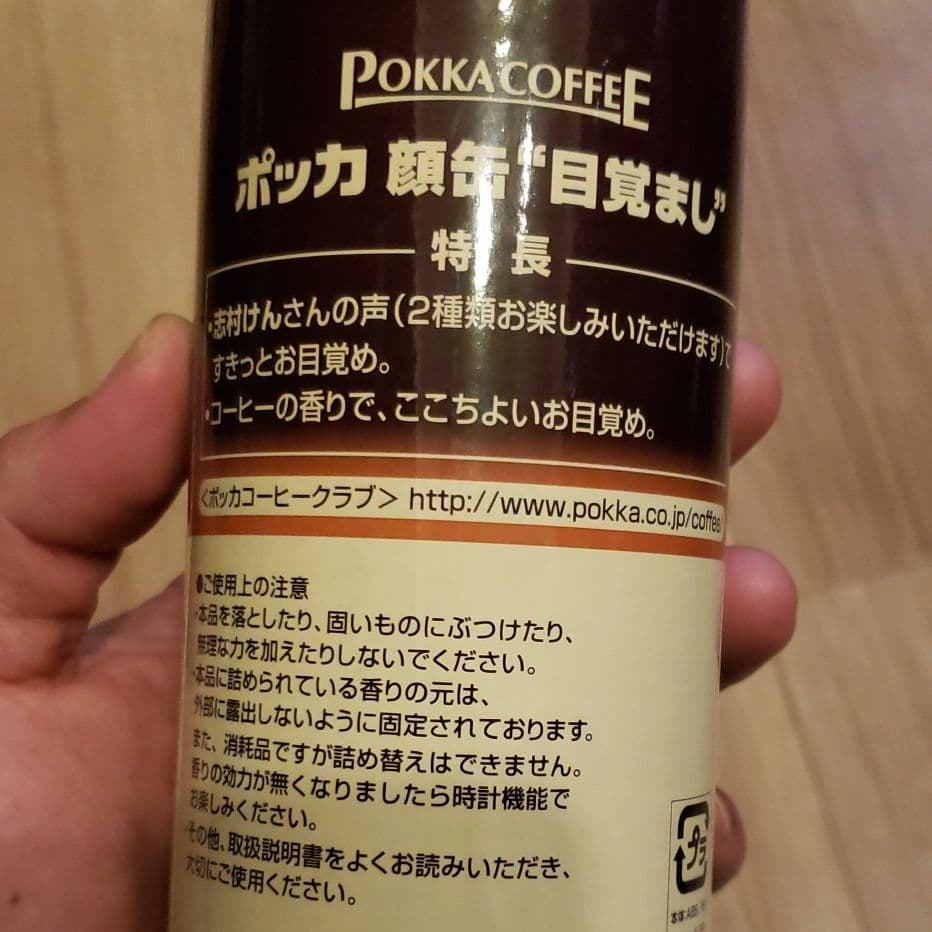 POKKA COFFEE
ポッカ 顔缶“目覚まし”
特長
・志村けんさんの声(2種類お楽しみいただけます)で
すきっとお目覚め。
・コーヒーの香りで、ここちよいお目覚め。
<ポッカコーヒークラブ> http://www.pokka.co.jp/coffee/
●ご使用上の注意
・本品を落としたり、固いものにぶつけたり、
無理な力を加えたりしないでください。
・本品に詰められている香りの元は、
外部に露出しないように固定されております。
また、消耗品ですが詰め替えはできません。
香りの効力が無くなりましたら時計機能で
お楽しみください。
・その他、取扱説明書をよくお読みいただき、
大切にご使用ください。
プラ
本体:ABS,